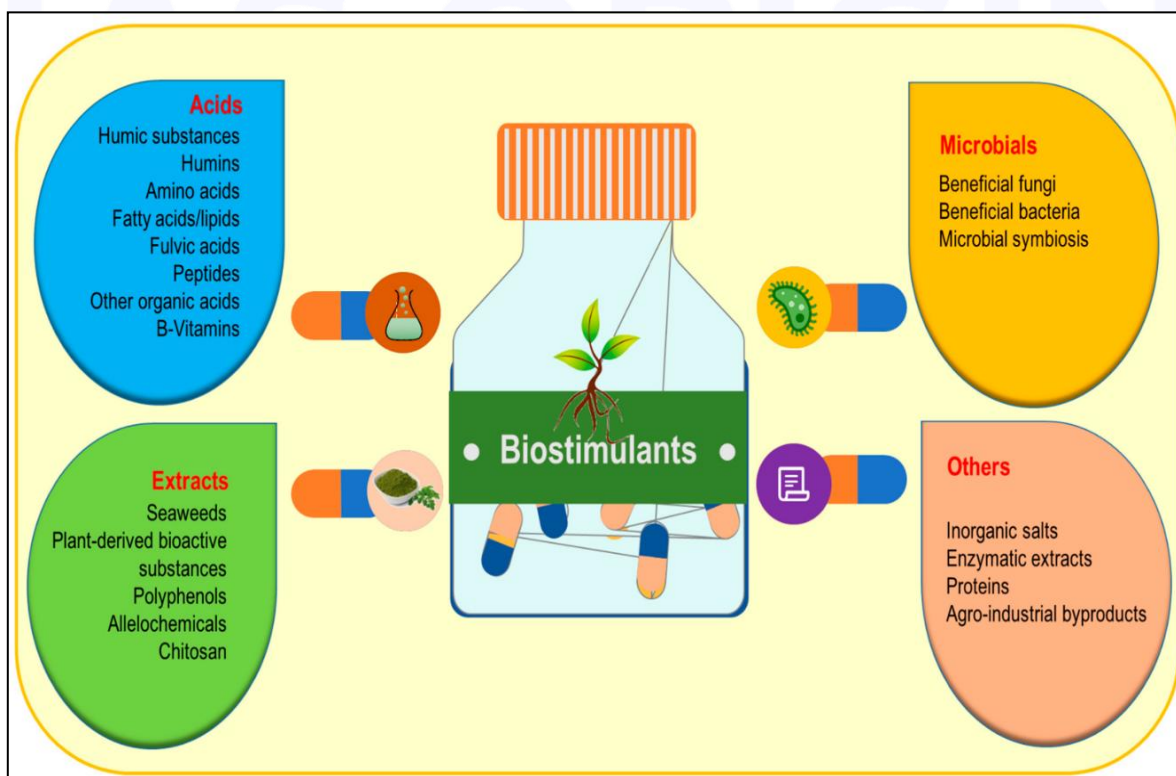 Acids
Humic substances
Humins
Amino acids
Fatty acids/lipids
Fulvic acids
Peptides
Other organic acids
B-Vitamins
Microbials
Beneficial fungi
Beneficial bacteria
Microbial symbiosis
Biostimulants
Extracts
Seaweeds
Plant-derived bioactive
substances
Polyphenols
Allelochemicals
Chitosan
Others
Inorganic salts
Enzymatic extracts
Proteins
Agro-industrial byproducts